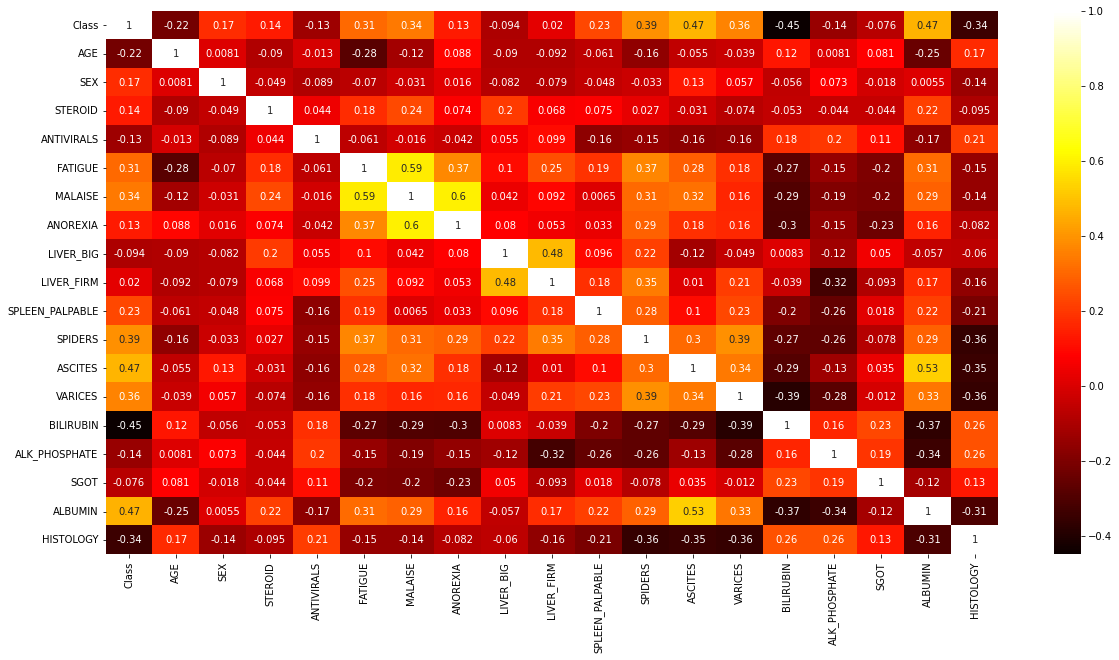 Class 1 -0.22 0.17 0.14 -0.13 0.31 0.34 0.13 -0.094 0.02 0.23 0.39 0.47 0.36 -0.45 -0.14 -0.076 0.47 -0.34
AGE -0.22 1 0.0081 -0.09 -0.013 -0.28 -0.12 0.088 -0.09 -0.092 -0.061 -0.16 -0.055 -0.039 0.12 0.0081 0.081 -0.25 0.17
SEX 0.17 0.0081 1 -0.049 -0.089 -0.07 -0.031 0.016 -0.082 -0.079 -0.048 -0.033 0.13 0.057 -0.056 0.073 -0.018 0.0055 -0.14
STEROID 0.14 -0.09 -0.049 1 0.044 0.18 0.24 0.074 0.2 0.068 0.075 0.027 -0.031 -0.074 -0.053 -0.044 -0.044 0.22 -0.095
ANTIVIRALS -0.13 -0.013 -0.089 0.044 1 -0.061 -0.016 -0.042 0.055 0.099 -0.16 -0.15 -0.16 -0.16 0.18 0.2 0.11 -0.17 0.21
FATIGUE 0.31 -0.28 -0.07 0.18 -0.061 1 0.59 0.37 0.1 0.25 0.19 0.37 0.28 0.18 -0.27 -0.15 -0.2 0.31 -0.15
MALAISE 0.34 -0.12 -0.031 0.24 -0.016 0.59 1 0.6 0.042 0.092 0.0065 0.31 0.32 0.16 -0.29 -0.19 -0.2 0.29 -0.14
ANOREXIA 0.13 0.088 0.016 0.074 -0.042 0.37 0.6 1 0.08 0.053 0.033 0.29 0.18 0.16 -0.3 -0.15 -0.23 0.16 -0.082
LIVER_BIG -0.094 -0.09 -0.082 0.2 0.055 0.1 0.042 0.08 1 0.48 0.096 0.22 -0.12 -0.049 0.0083 -0.12 0.05 -0.057 -0.06
LIVER_FIRM 0.02 -0.092 -0.079 0.068 0.099 0.25 0.092 0.053 0.48 1 0.18 0.35 0.01 0.21 -0.039 -0.32 -0.093 0.17 -0.16
SPLEEN_PALPABLE 0.23 -0.061 -0.048 0.075 -0.16 0.19 0.0065 0.033 0.096 0.18 1 0.28 0.1 0.23 -0.2 -0.26 0.018 0.22 -0.21
SPIDERS 0.39 -0.16 -0.033 0.027 -0.15 0.37 0.31 0.29 0.22 0.35 0.28 1 0.3 0.39 -0.27 -0.26 -0.078 0.29 -0.36
ASCITES 0.47 -0.055 0.13 -0.031 -0.16 0.28 0.32 0.18 -0.12 0.01 0.1 0.3 1 0.34 -0.29 -0.13 0.035 0.53 -0.35
VARICES 0.36 -0.039 0.057 -0.074 -0.16 0.18 0.16 0.16 -0.049 0.21 0.23 0.39 0.34 1 -0.39 -0.28 -0.012 0.33 -0.36
BILIRUBIN -0.45 0.12 -0.056 -0.053 0.18 -0.27 -0.29 -0.3 0.0083 -0.039 -0.2 -0.27 -0.29 -0.39 1 0.16 0.23 -0.37 0.26
ALK_PHOSPHATE -0.14 0.0081 0.073 -0.044 0.2 -0.15 -0.19 -0.15 -0.12 -0.32 -0.26 -0.26 -0.13 -0.28 0.16 1 0.19 -0.34 0.26
SGOT -0.076 0.081 -0.018 -0.044 0.11 -0.2 -0.2 -0.23 0.05 -0.093 0.018 -0.078 0.035 -0.012 0.23 0.19 1 -0.12 0.13
ALBUMIN 0.47 -0.25 0.0055 0.22 -0.17 0.31 0.29 0.16 -0.057 0.17 0.22 0.29 0.53 0.33 -0.37 -0.34 -0.12 1 -0.31
HISTOLOGY -0.34 0.17 -0.14 -0.095 0.21 -0.15 -0.14 -0.082 -0.06 -0.16 -0.21 -0.36 -0.35 -0.36 0.26 0.26 0.13 -0.31 1
Class AGE SEX STEROID ANTIVIRALS FATIGUE MALAISE ANOREXIA LIVER_BIG LIVER_FIRM SPLEEN_PALPABLE SPIDERS ASCITES VARICES BILIRUBIN ALK_PHOSPHATE SGOT ALBUMIN HISTOLOGY
1.0
0.8
0.6
0.4
0.2
0.0
−0.2
−0.4